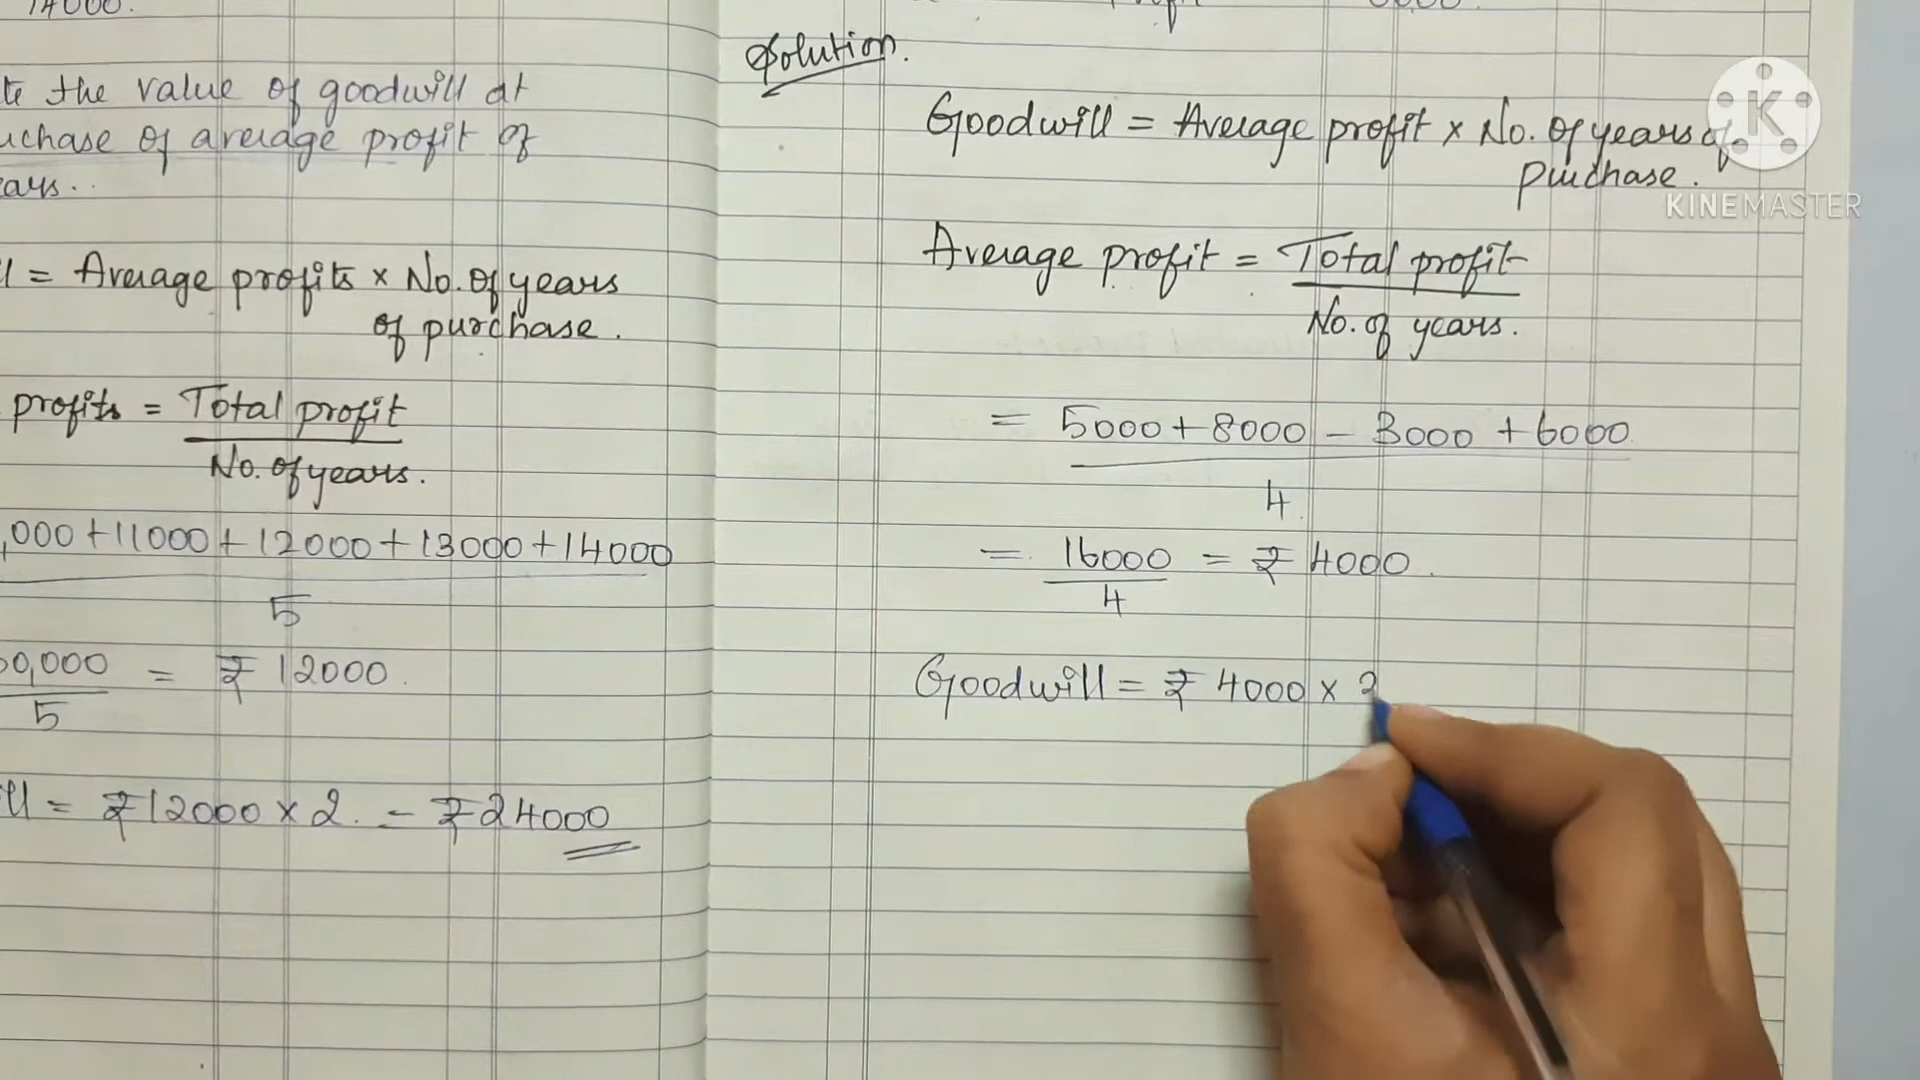 14000.
te the value of goodwill at
uchase of average profit of
ears..
l = Average profits × No. of years
of purchase.
profits = Total profit
No. of years.
,000 + 11000 + 12000 + 13000 + 14000
5
0,000 = ₹ 12000.
5
ill = ₹12000 × 2. = ₹24000
Solution.
Goodwill = Average profit × No. of years of
purchase.
K
KINEMASTER
Average profit = Total profit
No. of years.
= 5000 + 8000 - 3000 + 6000
4.
= 16000 = ₹ 4000.
4
Goodwill = ₹ 4000 ×